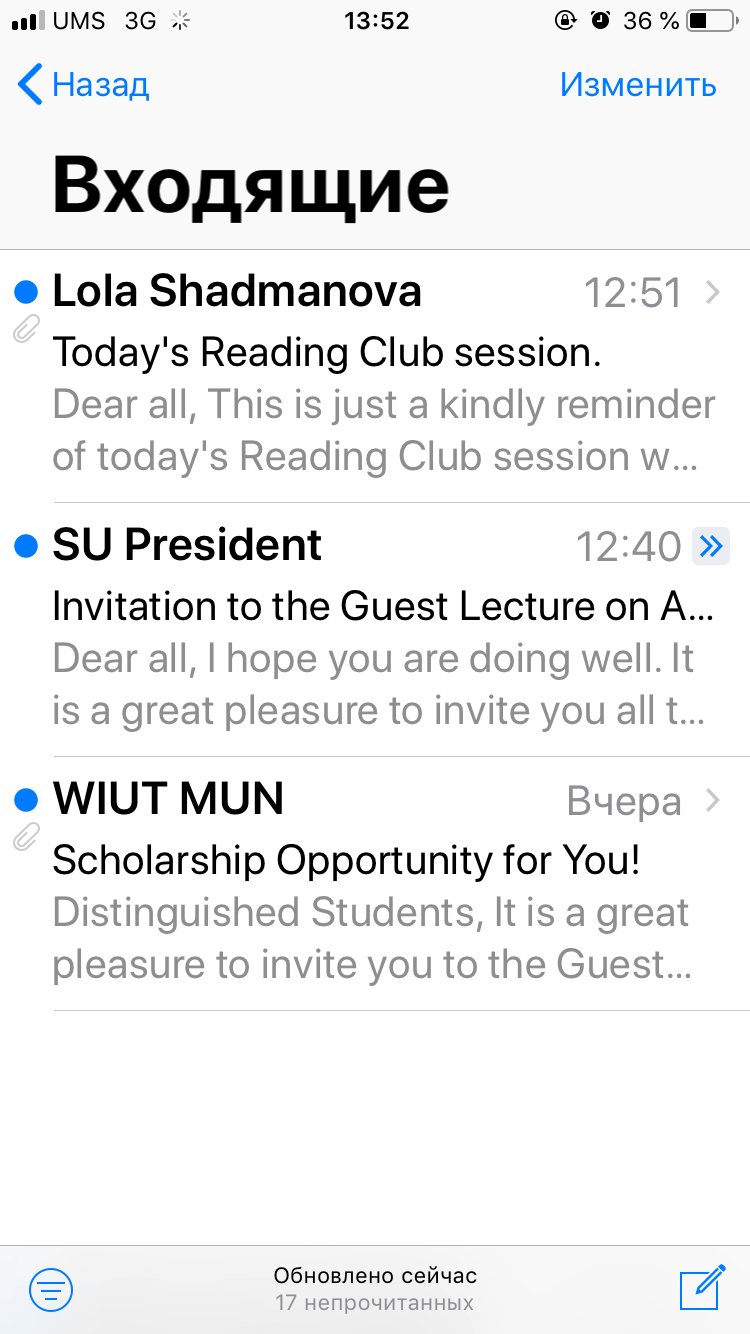 UMS 3G 13:52 36 %
Назад Изменить
Входящие
Lola Shadmanova 12:51
Today's Reading Club session.
Dear all, This is just a kindly reminder
of today's Reading Club session w...
SU President 12:40
Invitation to the Guest Lecture on A...
Dear all, I hope you are doing well. It
is a great pleasure to invite you all t...
WIUT MUN Вчера
Scholarship Opportunity for You!
Distinguished Students, It is a great
pleasure to invite you to the Guest...
Обновлено сейчас
17 непрочитанных